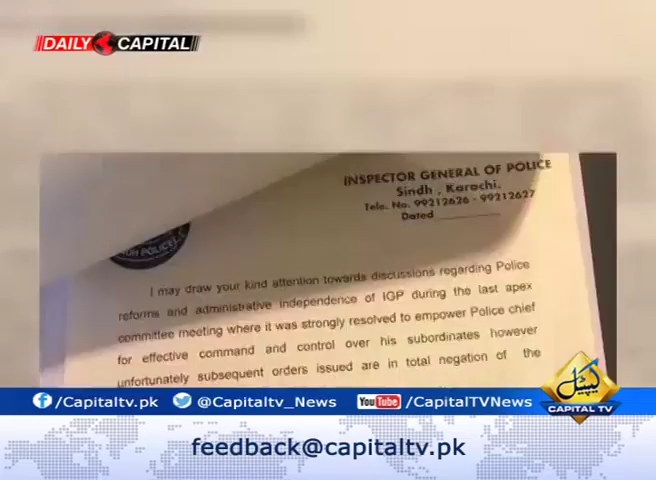 DAILY CAPITAL
INSPECTOR GENERAL OF POLICE
Sindh , Karachi.
Tele. No. 99212626 - 99212627
Dated
POLICE
I may draw your kind attention towards discussions regarding Police
reforms and administrative independence of IGP during the last apex
committee meeting where it was strongly resolved to empower Police chief
for effective command and control over his subordinates however
unfortunately subsequent orders issued are in total negation of the
کیپیٹل
CAPITAL TV
/Capitaltv.pk
@Capitaltv_News
YouTube /CapitalTVNews
feedback@capitaltv.pk